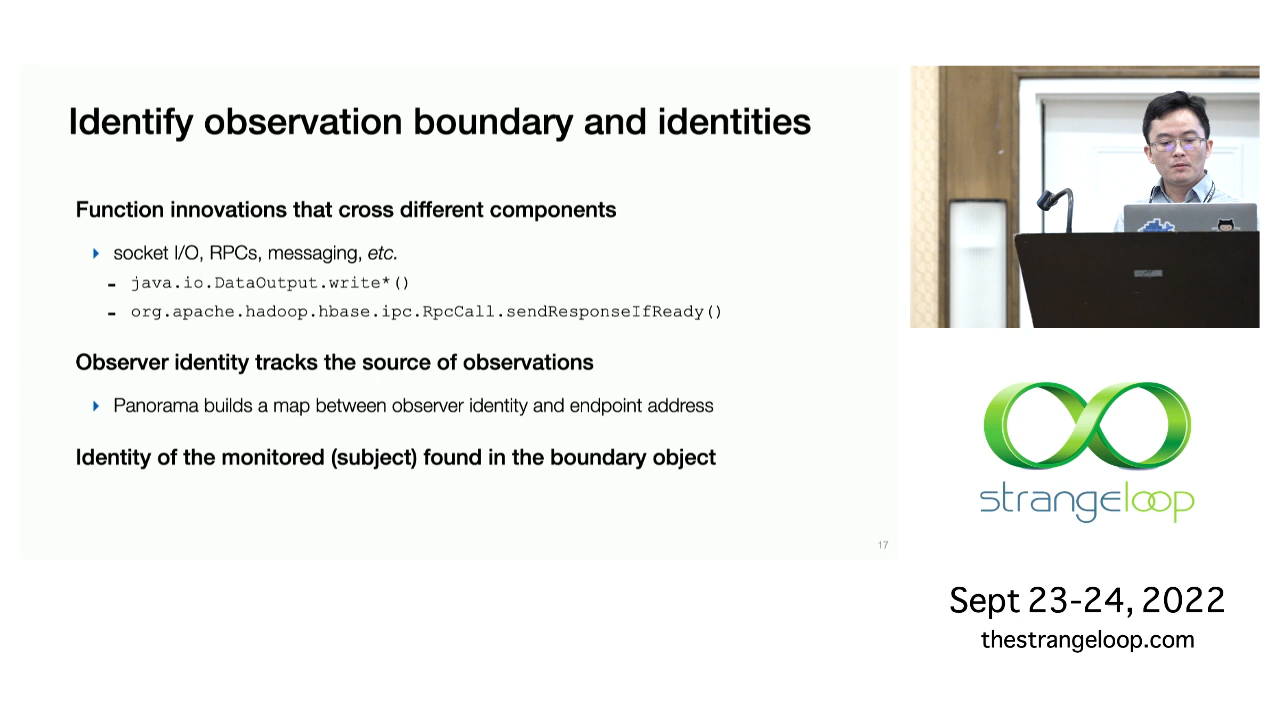 Identify observation boundary and identities
Function innovations that cross different components
socket I/O, RPCs, messaging, etc.
- java.io.DataOutput.write*()
- org.apache.hadoop.hbase.ipc.RpcCall.sendResponseIfReady()
Observer identity tracks the source of observations
Panorama builds a map between observer identity and endpoint address
Identity of the monitored (subject) found in the boundary object
17
strangeloop
Sept 23-24, 2022
thestrangeloop.com